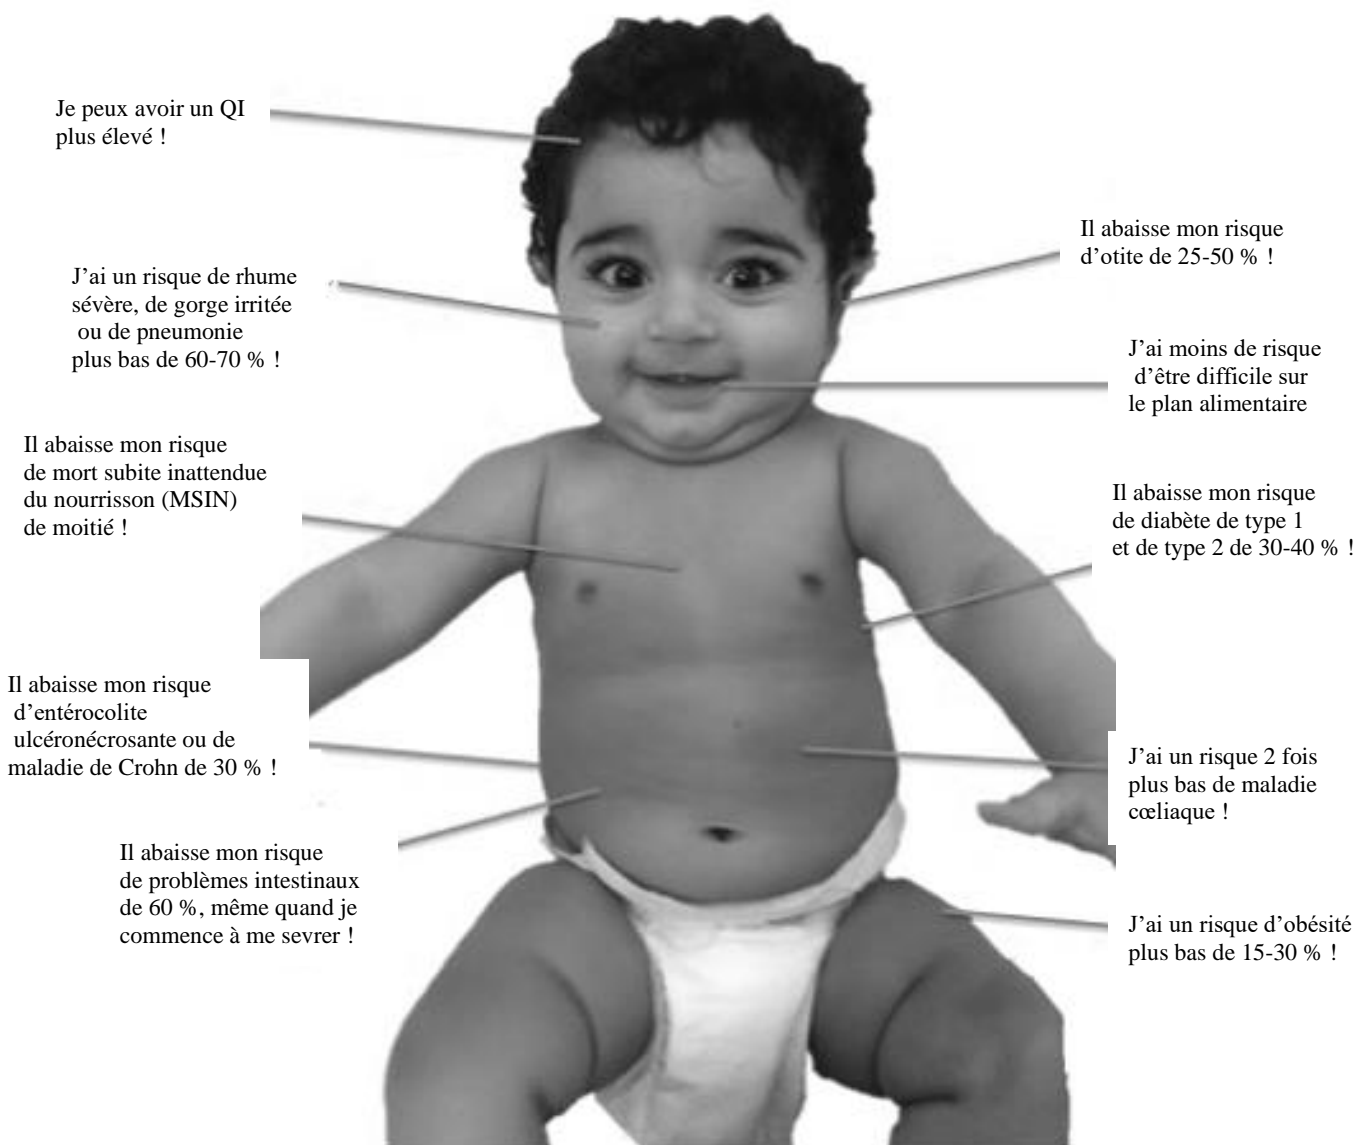 Je peux avoir un QI
plus élevé !
J’ai un risque de rhume
sévère, de gorge irritée
ou de pneumonie
plus bas de 60-70 % !
Il abaisse mon risque
de mort subite inattendue
du nourrisson (MSIN)
de moitié !
Il abaisse mon risque
d’entérocolite
ulcéronécrosante ou de
maladie de Crohn de 30 % !
Il abaisse mon risque
de problèmes intestinaux
de 60 %, même quand je
commence à me sevrer !
Il abaisse mon risque
d’otite de 25-50 % !
J’ai moins de risque
d’être difficile sur
le plan alimentaire
Il abaisse mon risque
de diabète de type 1
et de type 2 de 30-40 % !
J’ai un risque 2 fois
plus bas de maladie
cœliaque !
J’ai un risque d’obésité
plus bas de 15-30 % !